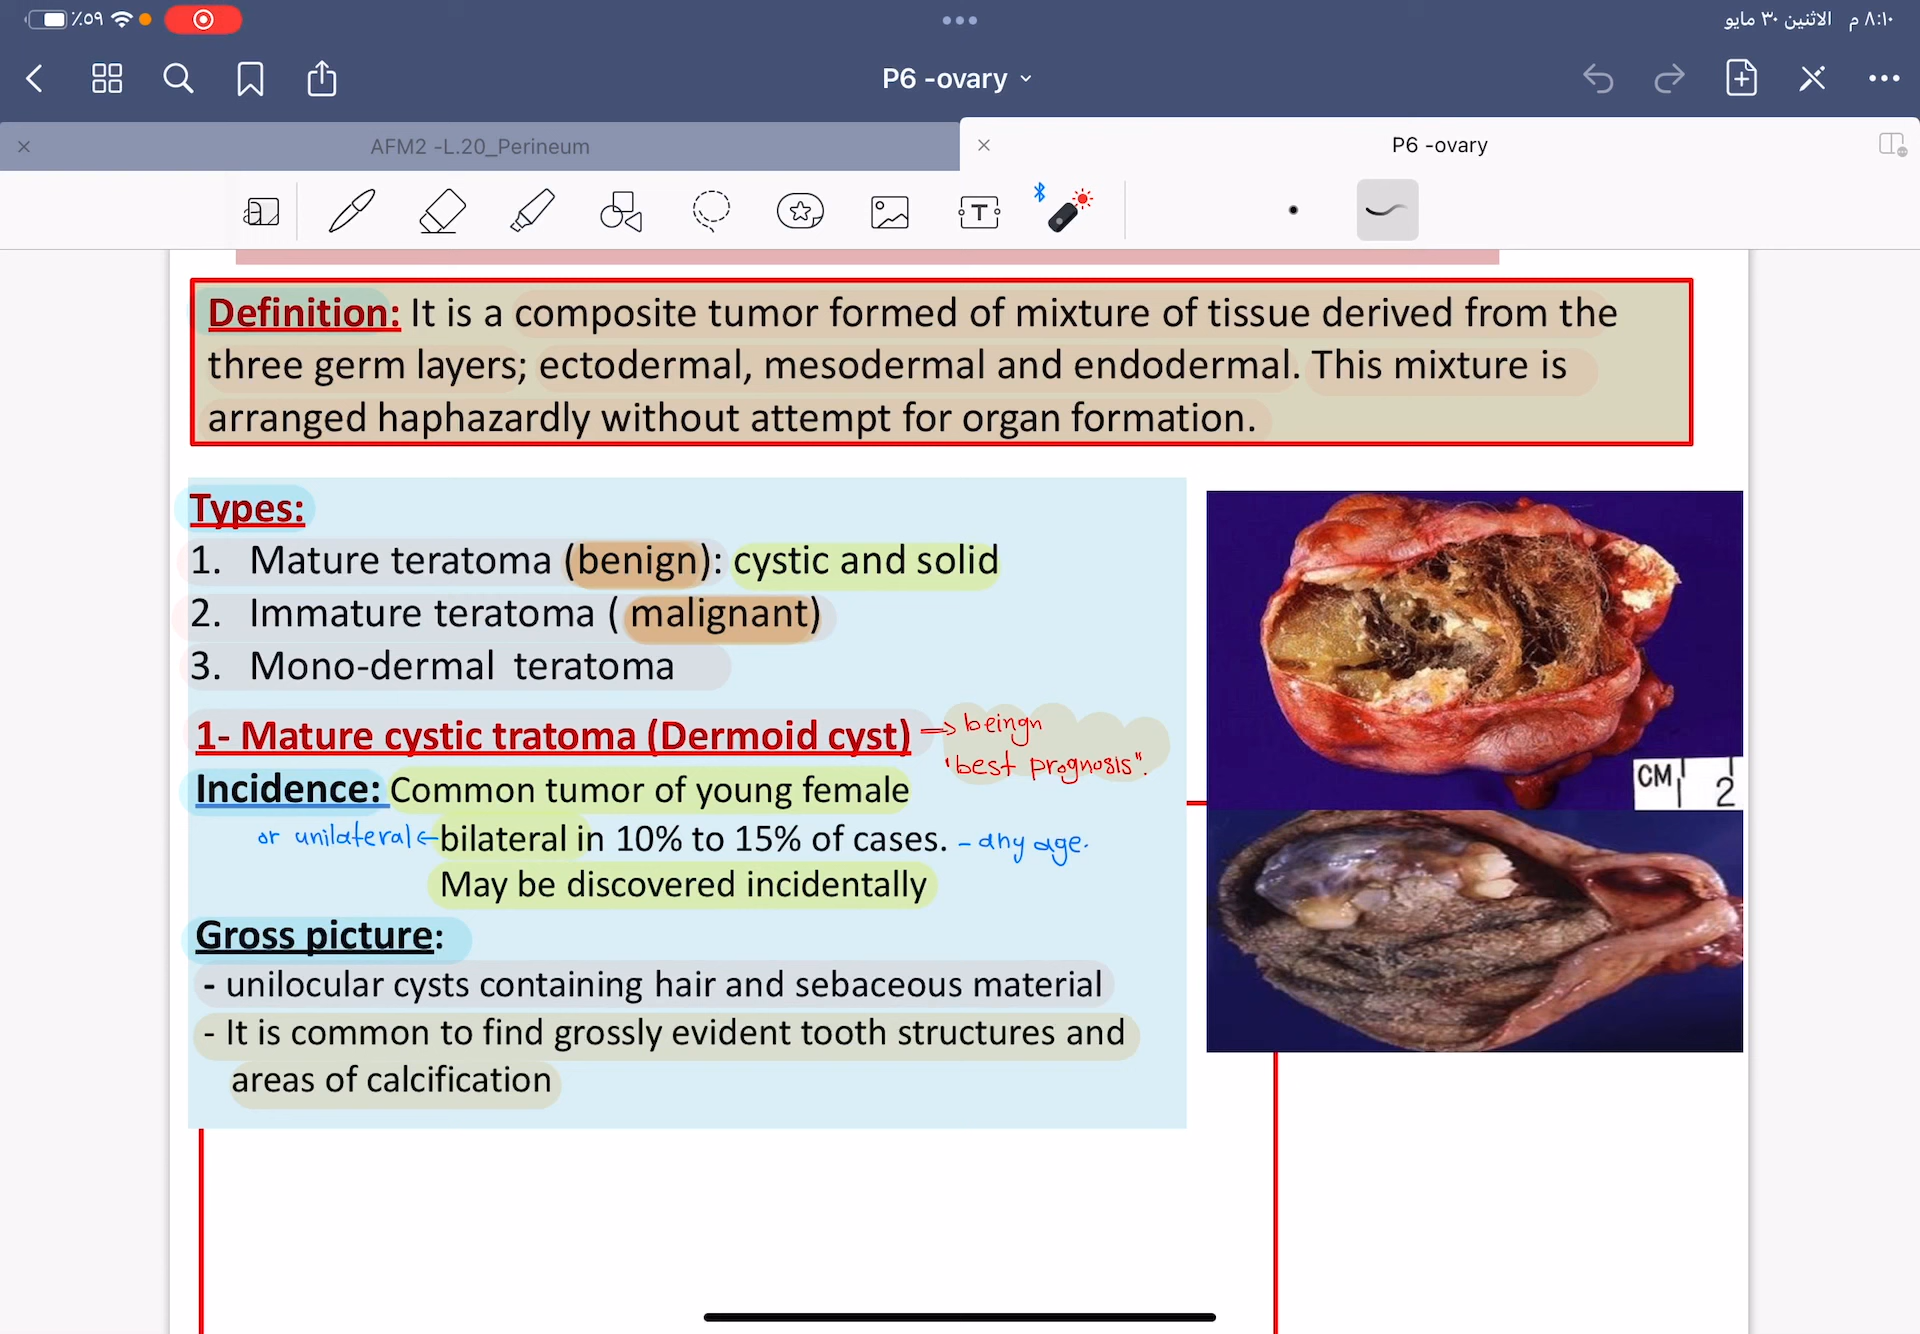 ٪٥٩
٨:١٠ م الاثنين ٣٠ مايو
P6 -ovary
AFM2 -L.20_Perineum
P6 -ovary
Definition: It is a composite tumor formed of mixture of tissue derived from the
three germ layers; ectodermal, mesodermal and endodermal. This mixture is
arranged haphazardly without attempt for organ formation.
Types:
1. Mature teratoma (benign): cystic and solid
2. Immature teratoma ( malignant)
3. Mono-dermal teratoma
1- Mature cystic tratoma (Dermoid cyst) => beingn
"best prognosis".
Incidence: Common tumor of young female
or unilateral ← bilateral in 10% to 15% of cases. - any age.
May be discovered incidentally
Gross picture:
- unilocular cysts containing hair and sebaceous material
- It is common to find grossly evident tooth structures and
areas of calcification
CM 1 2